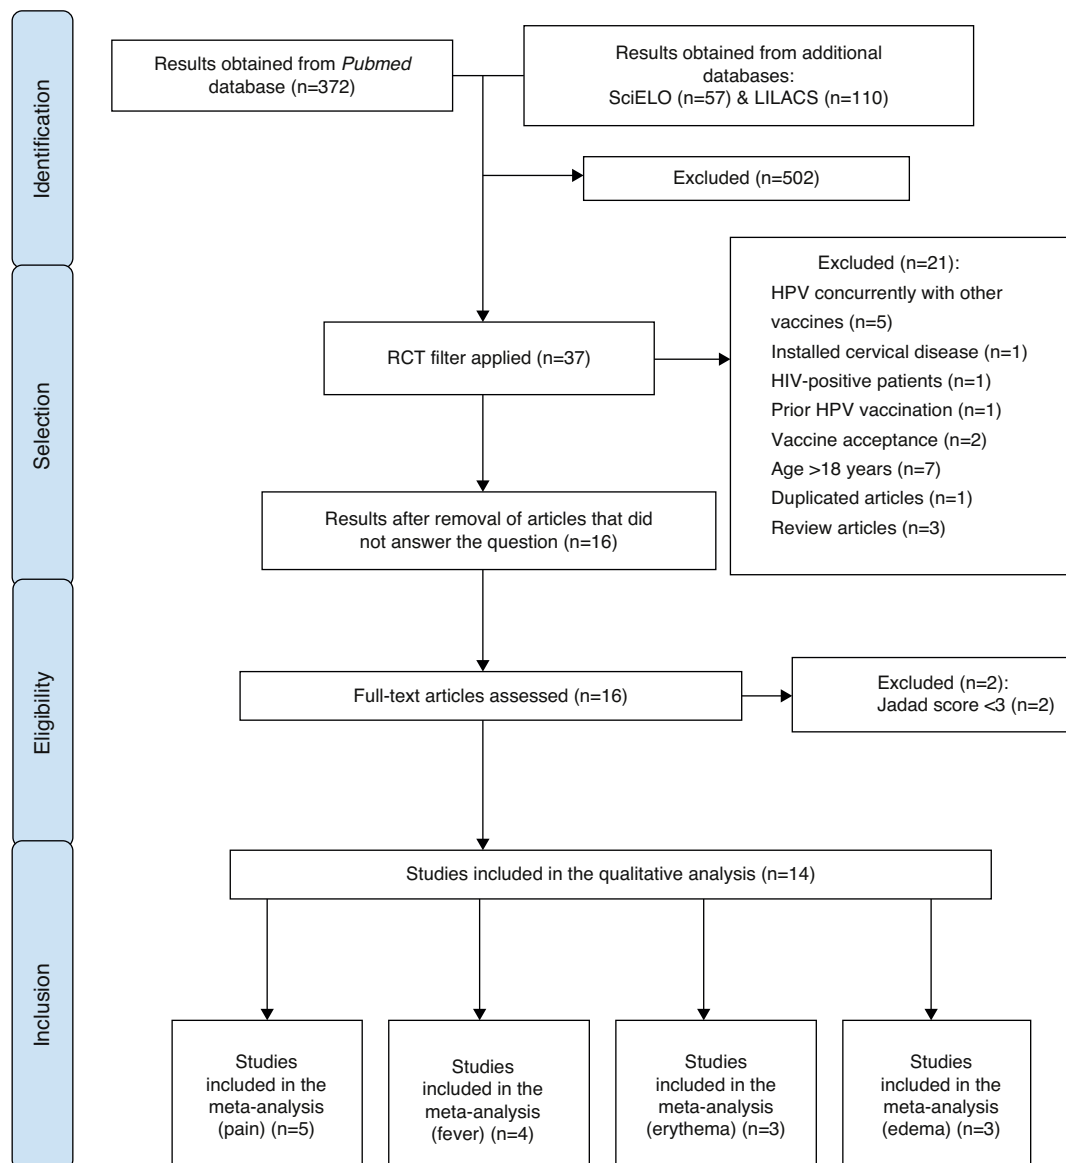 Identification
Results obtained from Pubmed
database (n=372)
Results obtained from additional
databases:
SciELO (n=57) & LILACS (n=110)
Excluded (n=502)
Selection
RCT filter applied (n=37)
Excluded (n=21):
HPV concurrently with other
vaccines (n=5)
Installed cervical disease (n=1)
HIV-positive patients (n=1)
Prior HPV vaccination (n=1)
Vaccine acceptance (n=2)
Age >18 years (n=7)
Duplicated articles (n=1)
Review articles (n=3)
Results after removal of articles that did
not answer the question (n=16)
Eligibility
Full-text articles assessed (n=16)
Excluded (n=2):
Jadad score <3 (n=2)
Inclusion
Studies included in the qualitative analysis (n=14)
Studies
included in the
meta-analysis
(pain) (n=5)
Studies
included in the
meta-analysis
(fever) (n=4)
Studies
included in the
meta-analysis
(erythema) (n=3)
Studies
included in the
meta-analysis
(edema) (n=3)